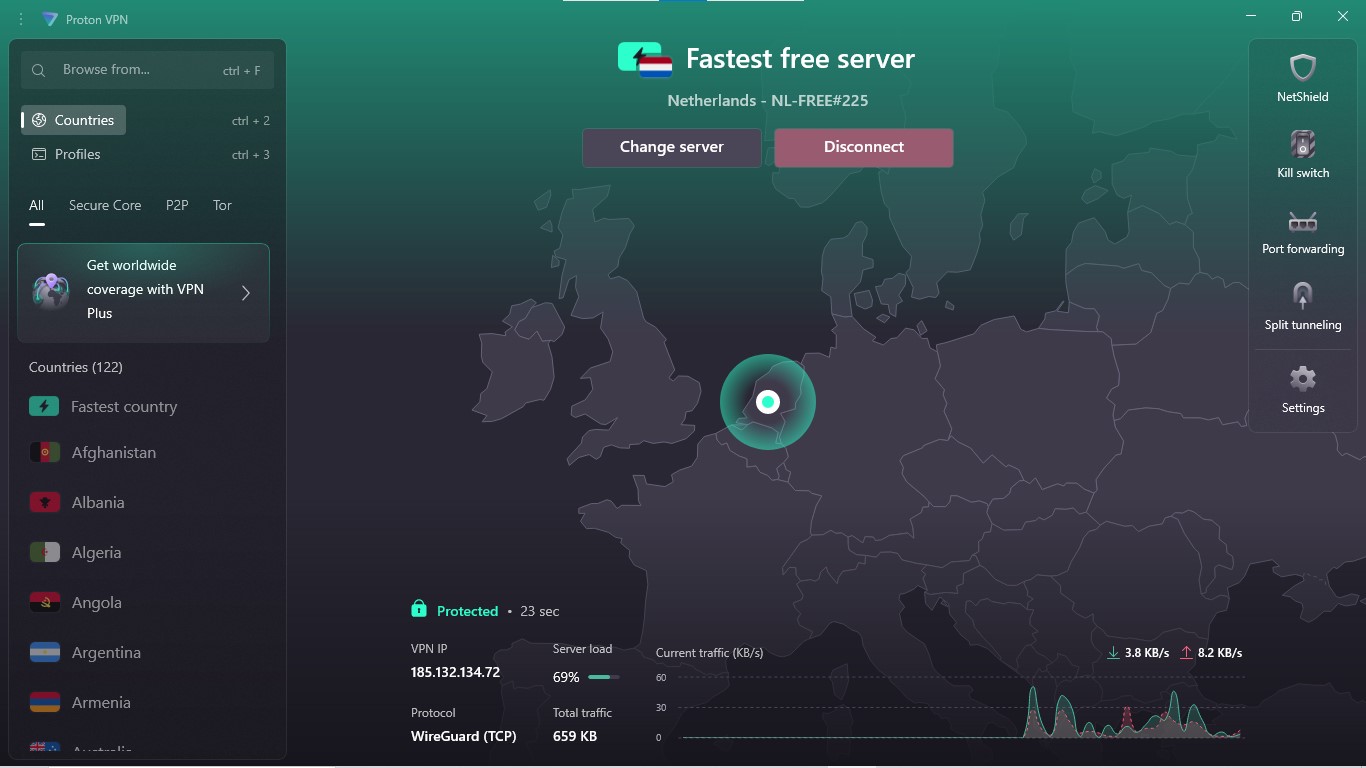 Proton VPN
Browse from...
ctrl + F
Countries
ctrl + 2
Profiles
ctrl + 3
All
Secure Core
P2P
Tor
Get worldwide
coverage with VPN
Plus
Countries (122)
Fastest country
Afghanistan
Albania
Algeria
Angola
Argentina
Armenia
Australia
Fastest free server
Netherlands - NL-FREE#225
Change server
Disconnect
Protected • 23 sec
VPN IP
185.132.134.72
Server load
69%
Protocol
WireGuard (TCP)
Total traffic
659 KB
Current traffic (KB/s)
3.8 KB/s
8.2 KB/s
60
30
0
NetShield
Kill switch
Port forwarding
Split tunneling
Settings